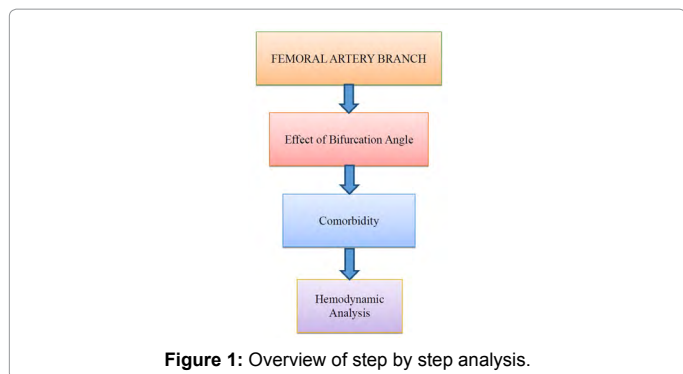 FEMORAL ARTERY BRANCH
Effect of Bifurcation Angle
Comorbidity
Hemodynamic
Analysis
Figure 1: Overview of step by step analysis.